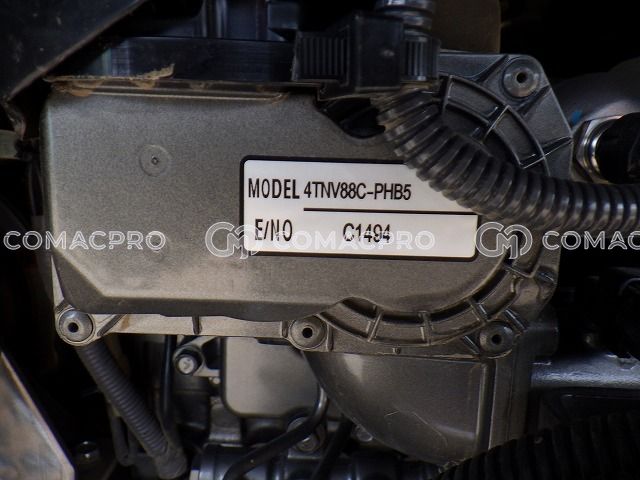 MODEL 4TNV88C-PHB5
E/NO C1494
COMACPRO COMACPRO COMACPRO